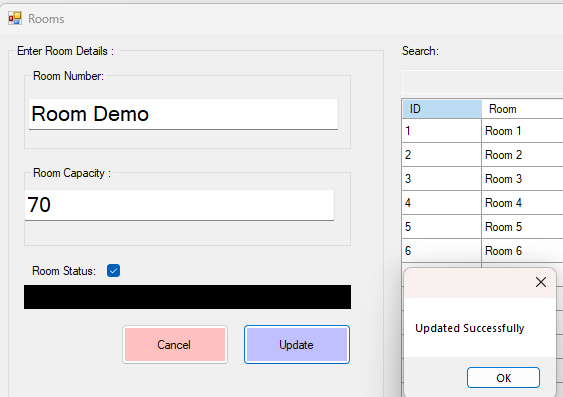 Rooms
Enter Room Details :
Room Number:
Room Demo
Room Capacity :
70
Room Status:
Cancel
Update
Search:
ID Room
1 Room 1
2 Room 2
3 Room 3
4 Room 4
5 Room 5
6 Room 6
Updated Successfully
OK